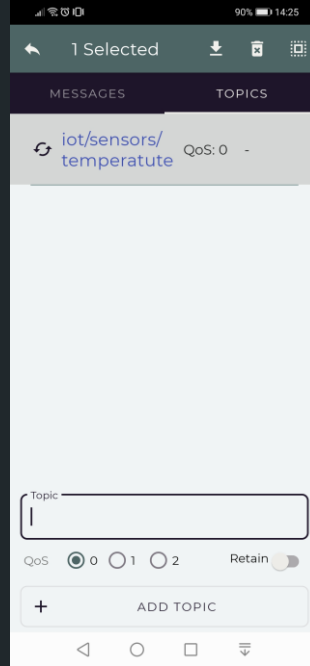 90% 14:25
1 Selected
MESSAGES TOPICS
iot/sensors/
temperatute
QoS: 0 -
Topic
QoS 0 1 2 Retain
+ ADD TOPIC